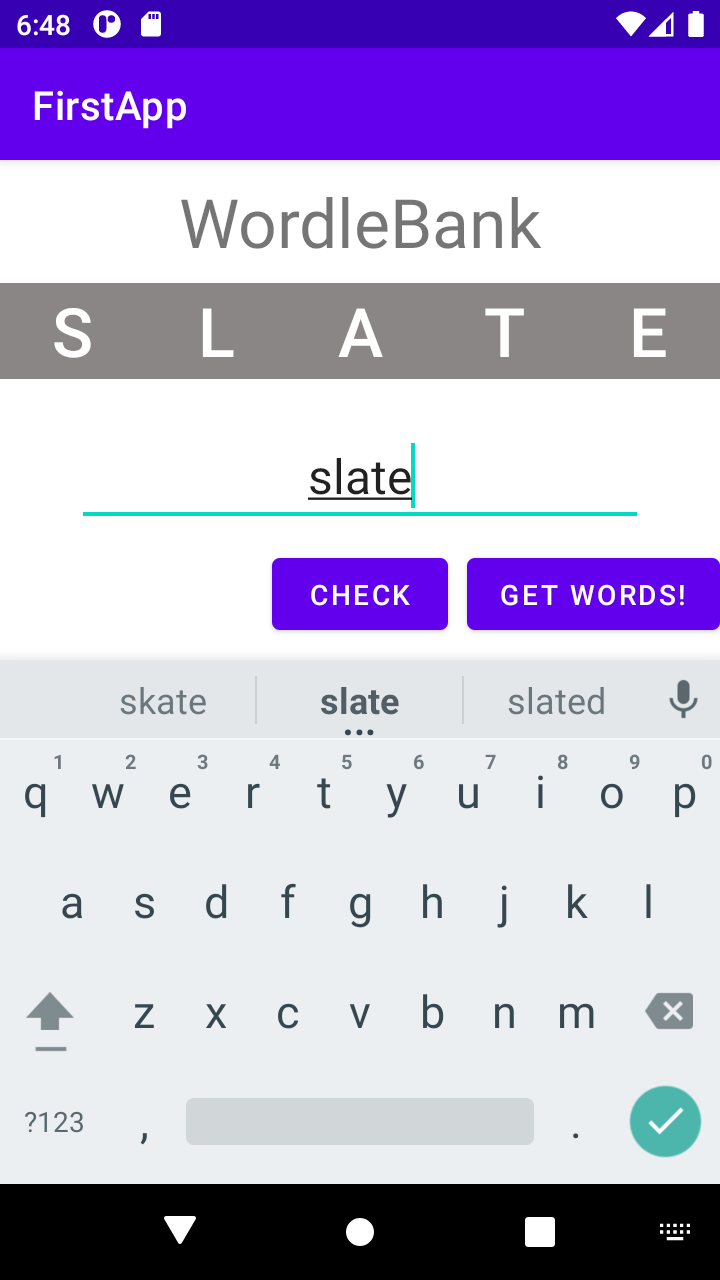 6:48
FirstApp
WordleBank
S L A T E
slate
CHECK GET WORDS!
skate slate slated
1 2 3 4 5 6 7 8 9 0
q w e r t y u i o p
a s d f g h j k l
z x c v b n m
?123 , .